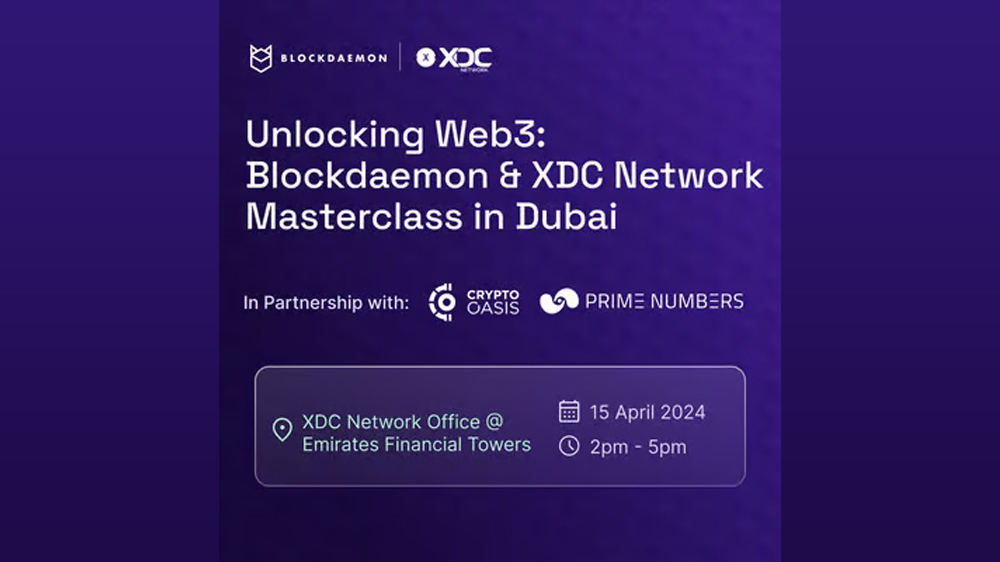 BLOCKDAEMON
XDC
NETWORK
Unlocking Web3:
Blockdaemon & XDC Network
Masterclass in Dubai
In Partnership with:
CRYPTO
OASIS
PRIME NUMBERS
XDC Network Office @
Emirates Financial Towers
15 April 2024
2pm - 5pm